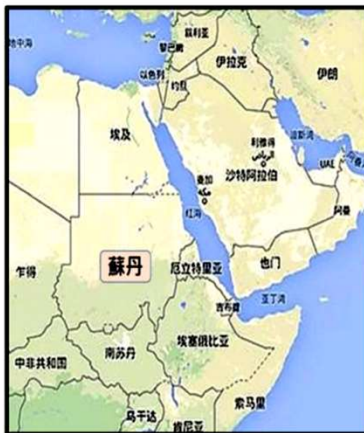 地中海
叙利亚
黎巴嫩
以色列
约旦
伊拉克
伊朗
埃及
利雅得
الرياض
沙特阿拉伯
波斯湾
UAE
麦加
مكة
红海
阿曼
蘇丹
厄立特里亚
也门
乍得
吉布提
亚丁湾
埃塞俄比亚
中非共和国
南苏丹
索马里
乌干达
肯尼亚